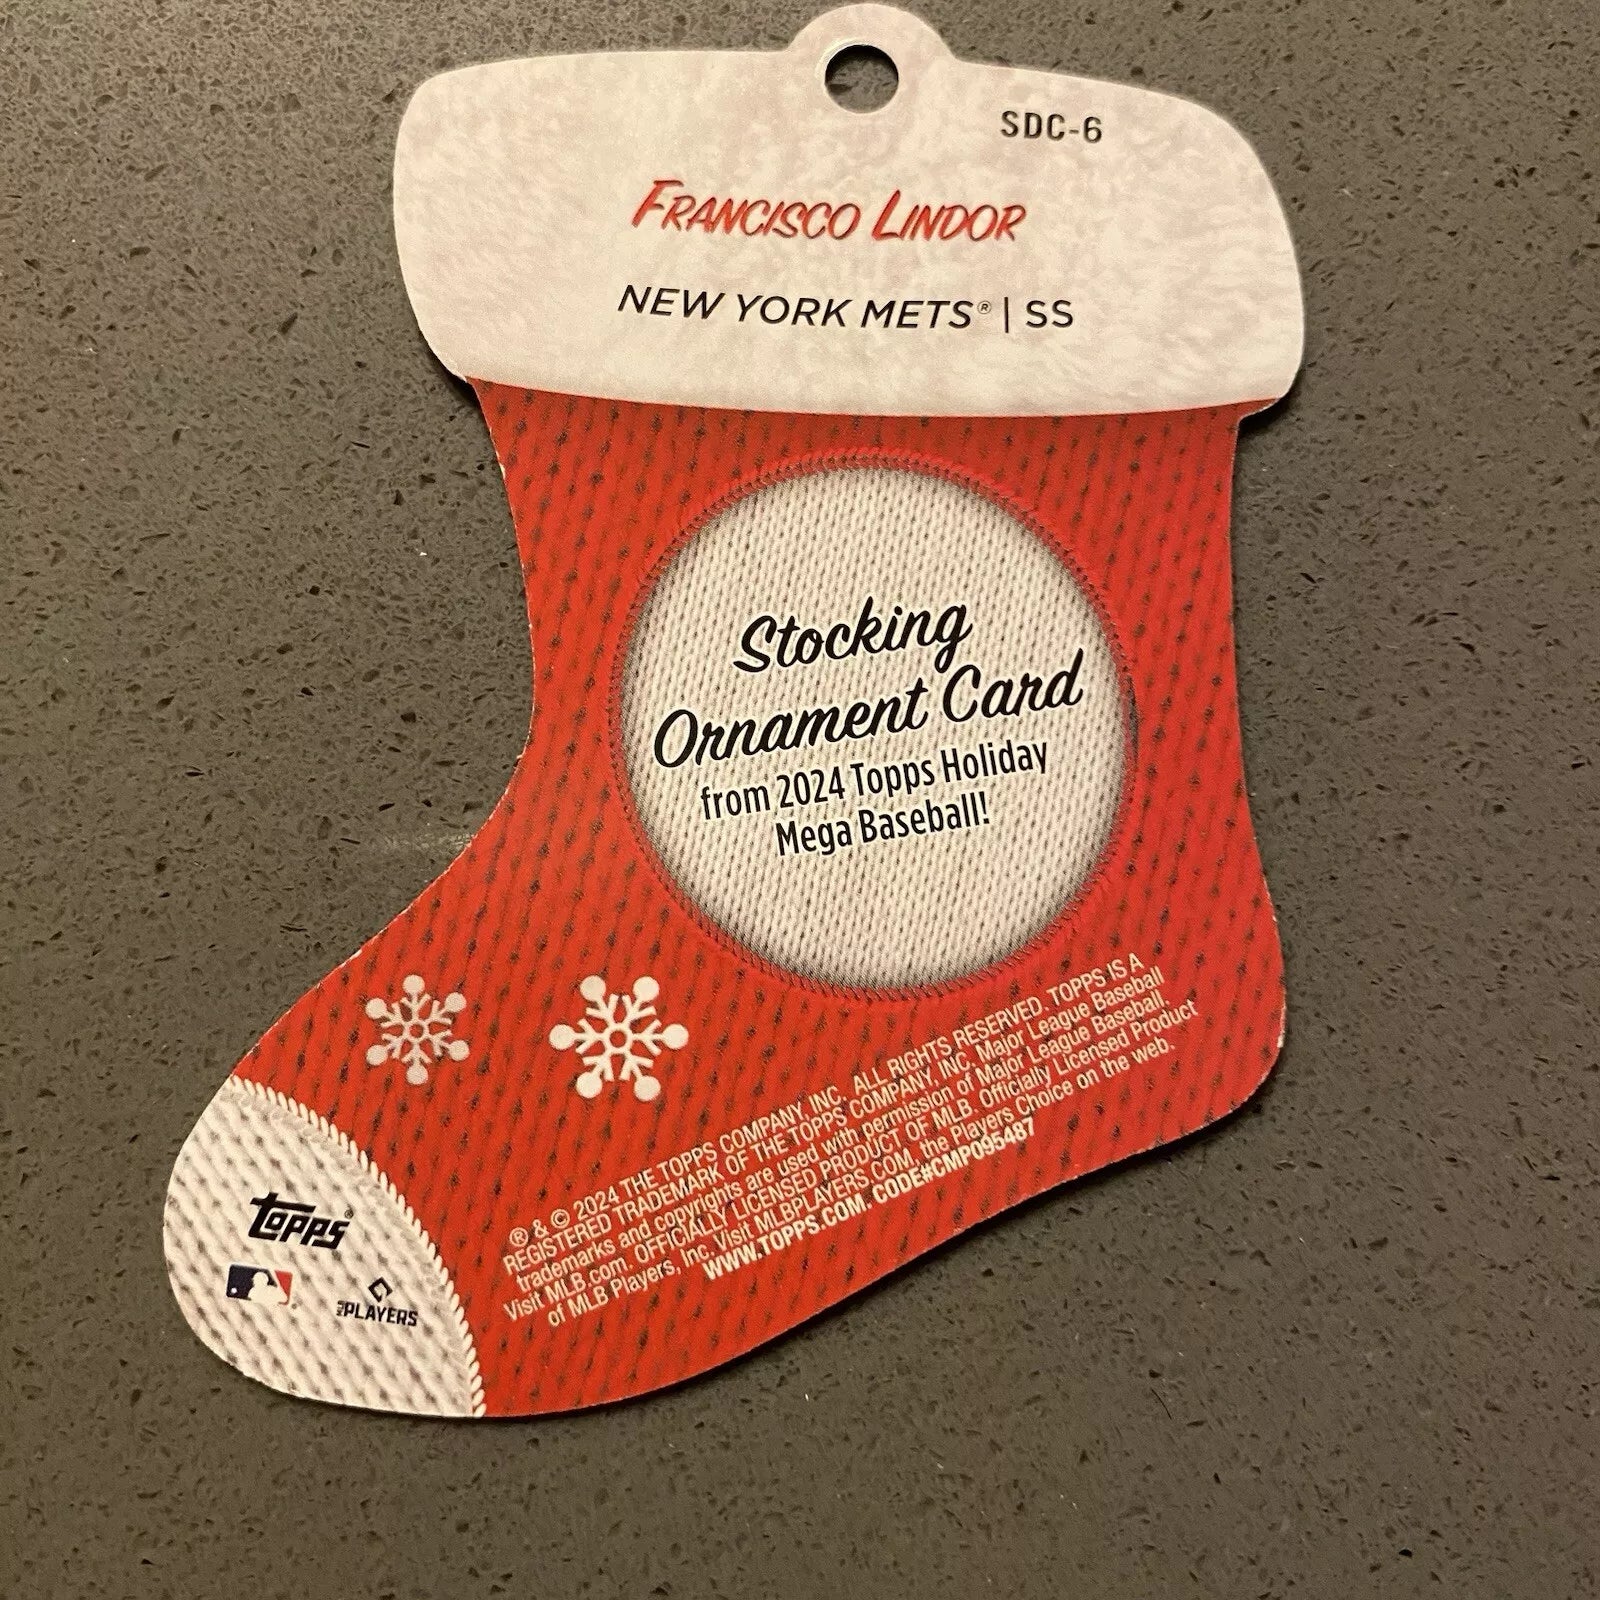 SDC-6
FRANCISCO LINDOR
NEW YORK METS® | SS
Stocking
Ornament Card
from 2024 Topps Holiday
Mega Baseball!
® & © 2024 THE TOPPS COMPANY, INC. ALL RIGHTS RESERVED. TOPPS IS A
REGISTERED TRADEMARK OF THE TOPPS COMPANY, INC. Major League Baseball
trademarks and copyrights are used with permission of Major League Baseball.
Visit MLB.com. OFFICIALLY LICENSED PRODUCT OF MLB. Officially Licensed Product
of MLB Players, Inc. Visit MLBPLAYERS.COM, the Players Choice on the web.
WWW.TOPPS.COM. CODE#CMP095487
topps®
MLB PLAYERS